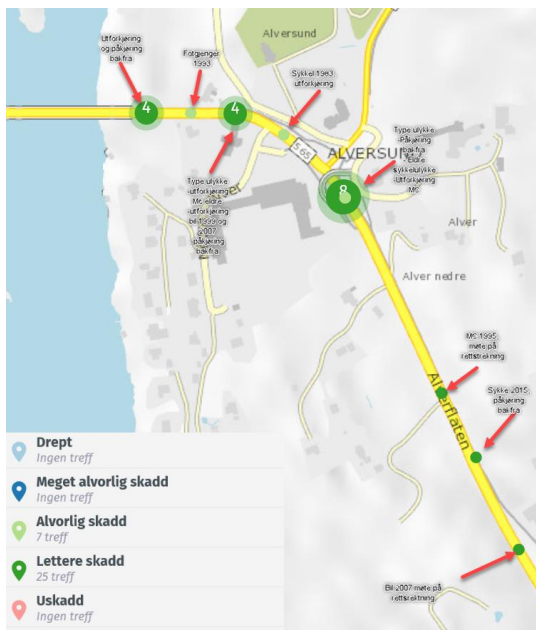 Alversund
Utforkjøring
og påkjøring
bakfra
Fotgjenger
1993
Sykkel 1983
utforkjøring
4
4
565
ALVERSU
Type ulykke
-Påkjøring
bakfra
- Eldre
sykkelulykke
-Utforkjøring
MC
8
Type ulykke
-utforkjøring
Mc eldre
-utforkjøring
bil 1999 og
2007
påkjøring
bakfra
Alver
Alver nedre
MC 1995
møte på
rettstrekning
Alverflaten
Sykke 2015
påkjøring
bakfra
Bil 2007 møte på
rettstrekning
Drept
Ingen treff
Meget alvorlig skadd
Ingen treff
Alvorlig skadd
7 treff
Lettere skadd
25 treff
Uskadd
Ingen treff